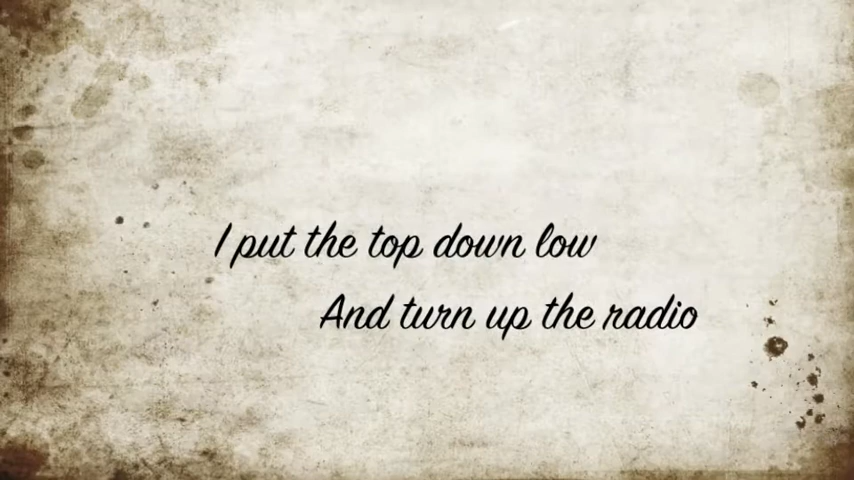 I put the top down low
And turn up the radio